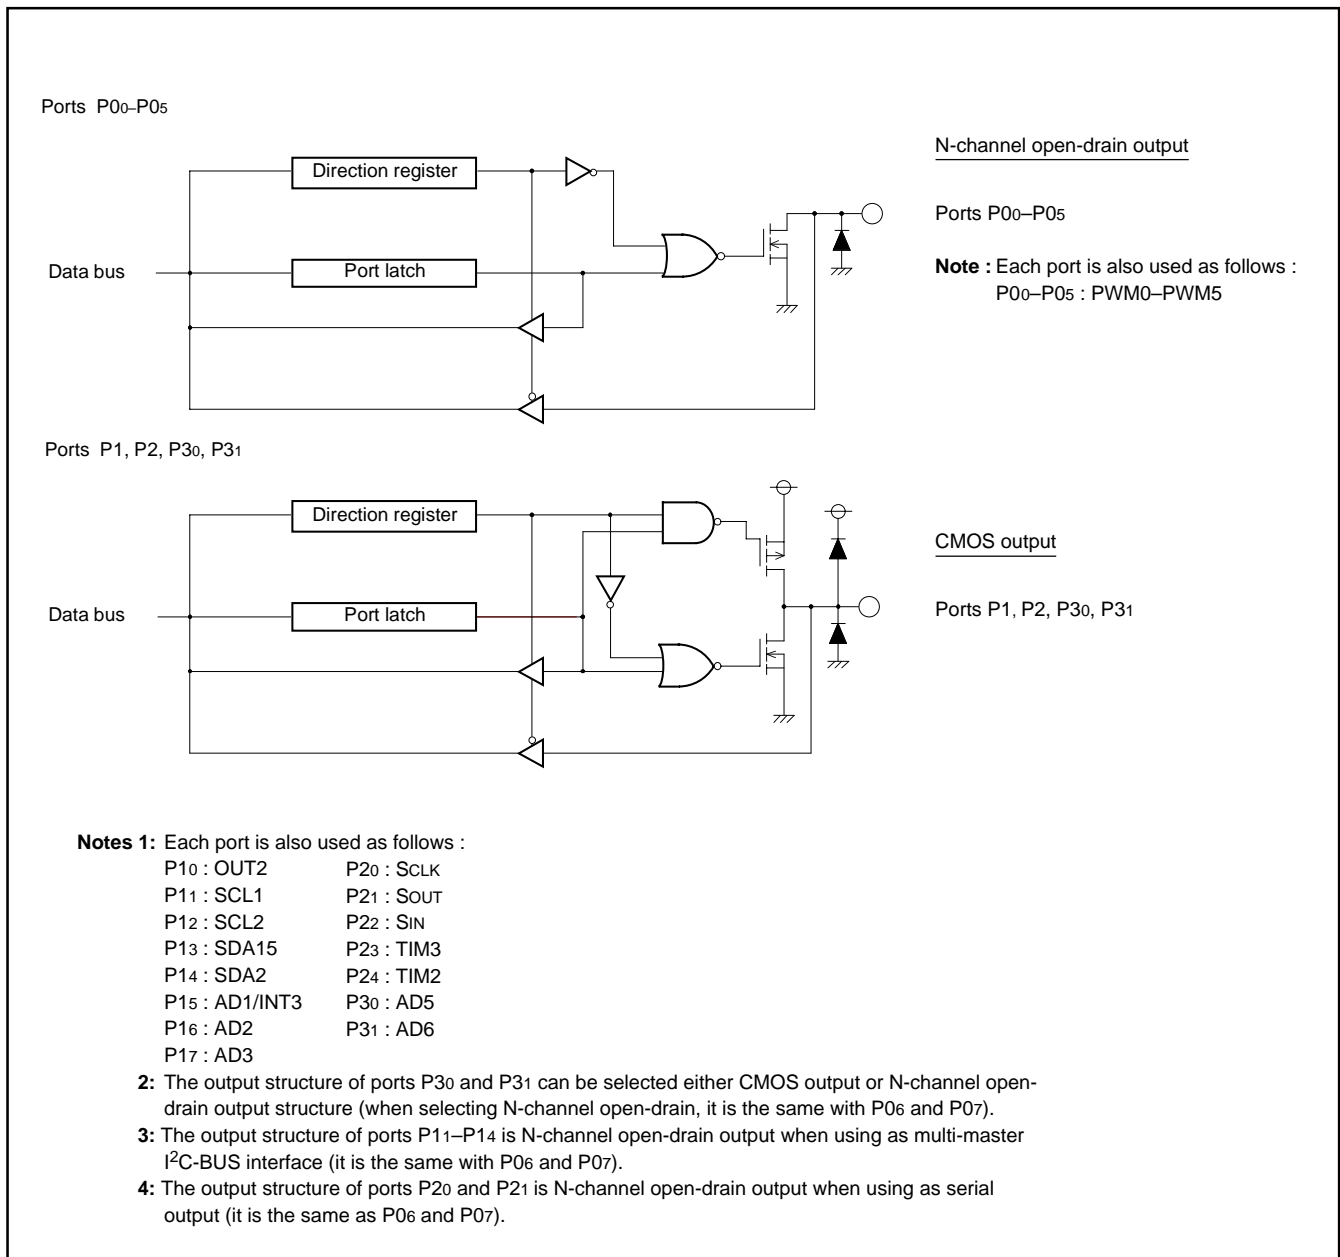 Ports P00–P05
Direction register
Data bus
Port latch
N-channel open-drain output
Ports P00–P05
Note : Each port is also used as follows :
P00–P05 : PWM0–PWM5
Ports P1, P2, P30, P31
Direction register
Data bus
Port latch
CMOS output
Ports P1, P2, P30, P31
Notes 1: Each port is also used as follows :
P10 : OUT2 P20 : SCLK
P11 : SCL1 P21 : SOUT
P12 : SCL2 P22 : SIN
P13 : SDA15 P23 : TIM3
P14 : SDA2 P24 : TIM2
P15 : AD1/INT3 P30 : AD5
P16 : AD2 P31 : AD6
P17 : AD3
2: The output structure of ports P30 and P31 can be selected either CMOS output or N-channel open-
drain output structure (when selecting N-channel open-drain, it is the same with P06 and P07).
3: The output structure of ports P11–P14 is N-channel open-drain output when using as multi-master
I2C-BUS interface (it is the same with P06 and P07).
4: The output structure of ports P20 and P21 is N-channel open-drain output when using as serial
output (it is the same as P06 and P07).